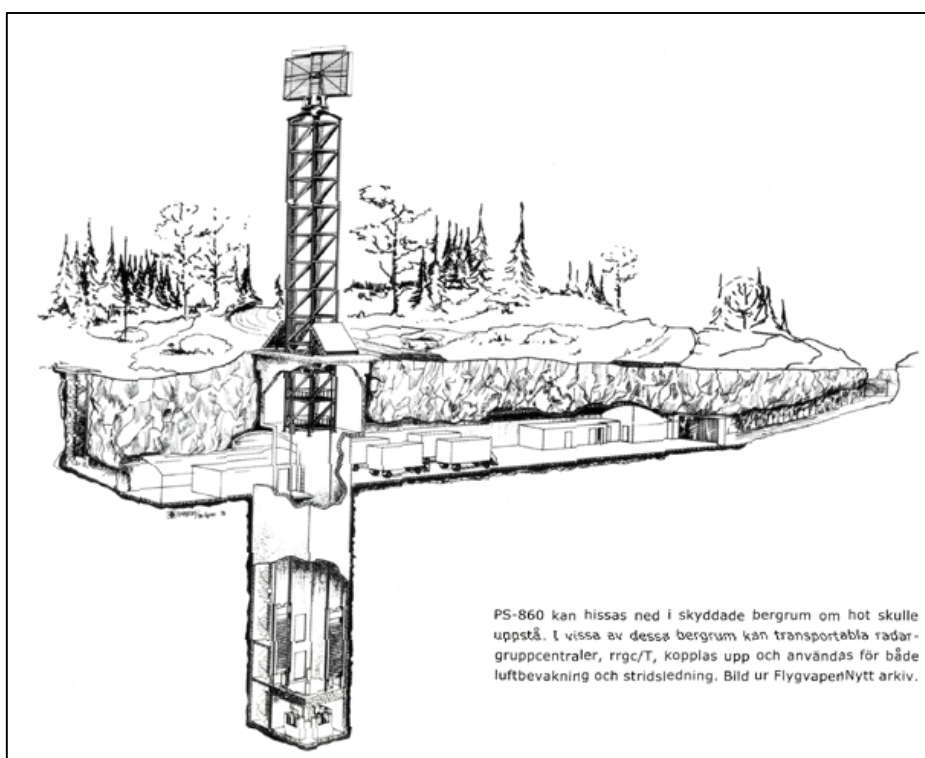 PS-860 kan hissas ned i skyddade bergrum om hot skulle
uppstå. I vissa av dessa bergrum kan transportabla radar-
gruppcentraler, rrgc/T, kopplas upp och användas för både
luftbevakning och stridsledning. Bild ur FlygvapenNytt arkiv.